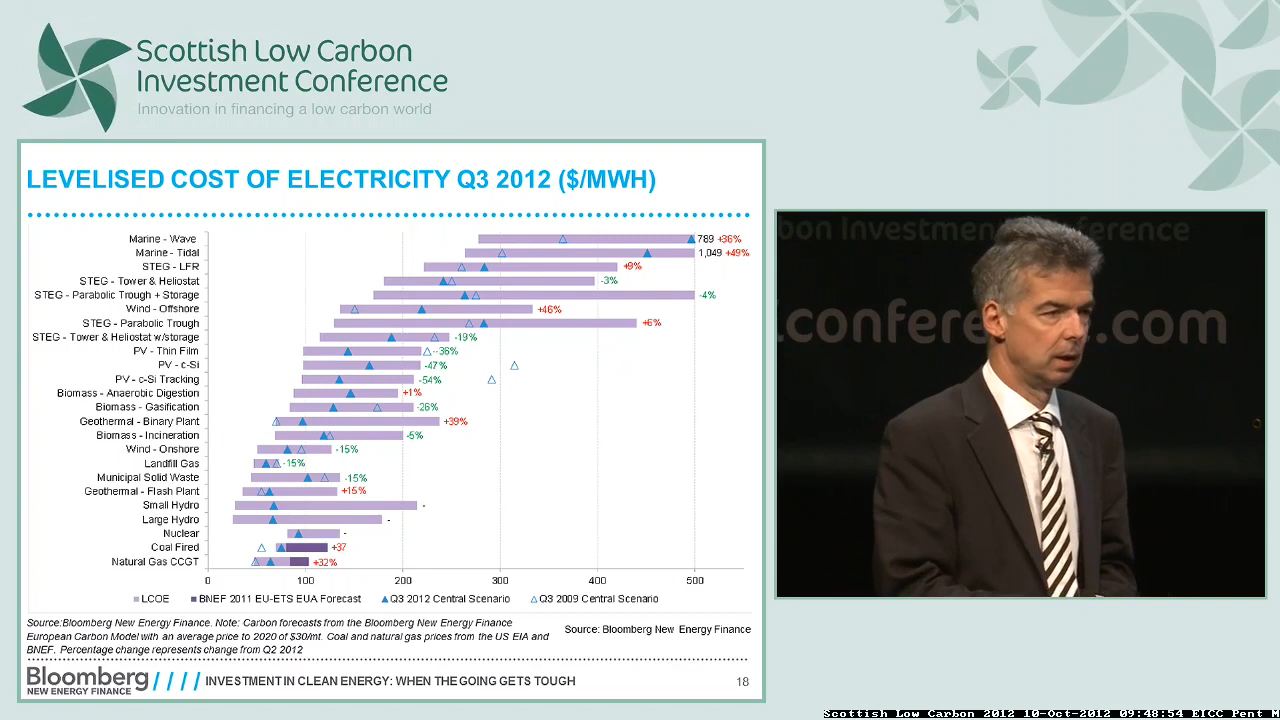 Scottish Low Carbon
Investment Conference
Innovation in financing a low carbon world
LEVELISED COST OF ELECTRICITY Q3 2012 ($/MWH)
Marine - Wave 789 +36%
Marine - Tidal 1,049 +49%
STEG - LFR +9%
STEG - Tower & Heliostat -3%
STEG - Parabolic Trough + Storage -4%
Wind - Offshore +46%
STEG - Parabolic Trough +6%
STEG - Tower & Heliostat w/storage -19%
PV - Thin Film --36%
PV - c-Si -47%
PV - c-Si Tracking -54%
Biomass - Anaerobic Digestion +1%
Biomass - Gasification -26%
Geothermal - Binary Plant +39%
Biomass - Incineration -5%
Wind - Onshore -15%
Landfill Gas -15%
Municipal Solid Waste -15%
Geothermal - Flash Plant +15%
Small Hydro -
Large Hydro -
Nuclear -
Coal Fired +37
Natural Gas CCGT +32%
0 100 200 300 400 500
LCOE BNEF 2011 EU-ETS EUA Forecast Q3 2012 Central Scenario Q3 2009 Central Scenario
Source:Bloomberg New Energy Finance. Note: Carbon forecasts from the Bloomberg New Energy Finance
European Carbon Model with an average price to 2020 of $30/mt. Coal and natural gas prices from the US EIA and
BNEF. Percentage change represents change from Q2 2012
Source: Bloomberg New Energy Finance
Bloomberg
NEW ENERGY FINANCE
//// INVESTMENT IN CLEAN ENERGY: WHEN THE GOING GETS TOUGH 18
bon Investment Conference
.conference.com
Scottish Low Carbon 2012 10-Oct-2012 09:48:54 EICC Pent M